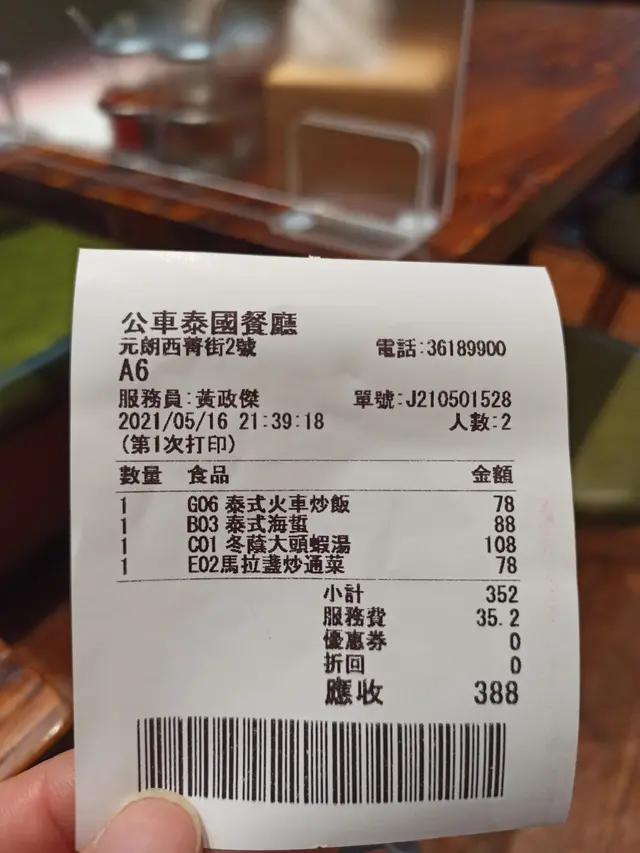 公車泰國餐廳
元朗西菁街2號 電話:36189900
A6
服務員:黃政傑 單號:J210501528
2021/05/16 21:39:18 人數:2
(第1次打印)
數量 食品 金額
1 G06 泰式火車炒飯 78
1 B03 泰式海蜇 88
1 C01 冬蔭大頭蝦湯 108
1 E02馬拉盞炒通菜 78
小計 352
服務費 35.2
優惠券 0
折回 0
應收 388